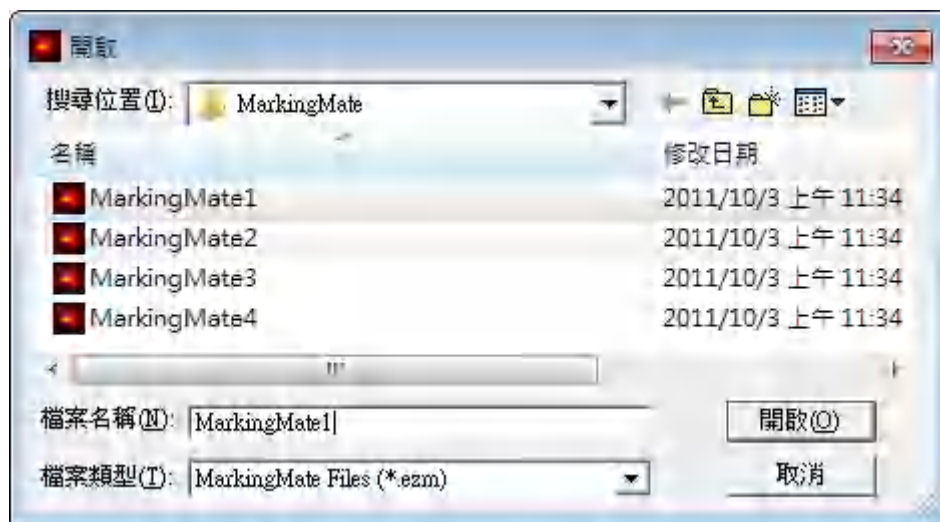 開啟
搜尋位置(I): MarkingMate
名稱 修改日期
MarkingMate1 2011/10/3 上午 11:34
MarkingMate2 2011/10/3 上午 11:34
MarkingMate3 2011/10/3 上午 11:34
MarkingMate4 2011/10/3 上午 11:34
檔案名稱(N): MarkingMate1 開啟(O)
檔案類型(T): MarkingMate Files (*.ezm) 取消